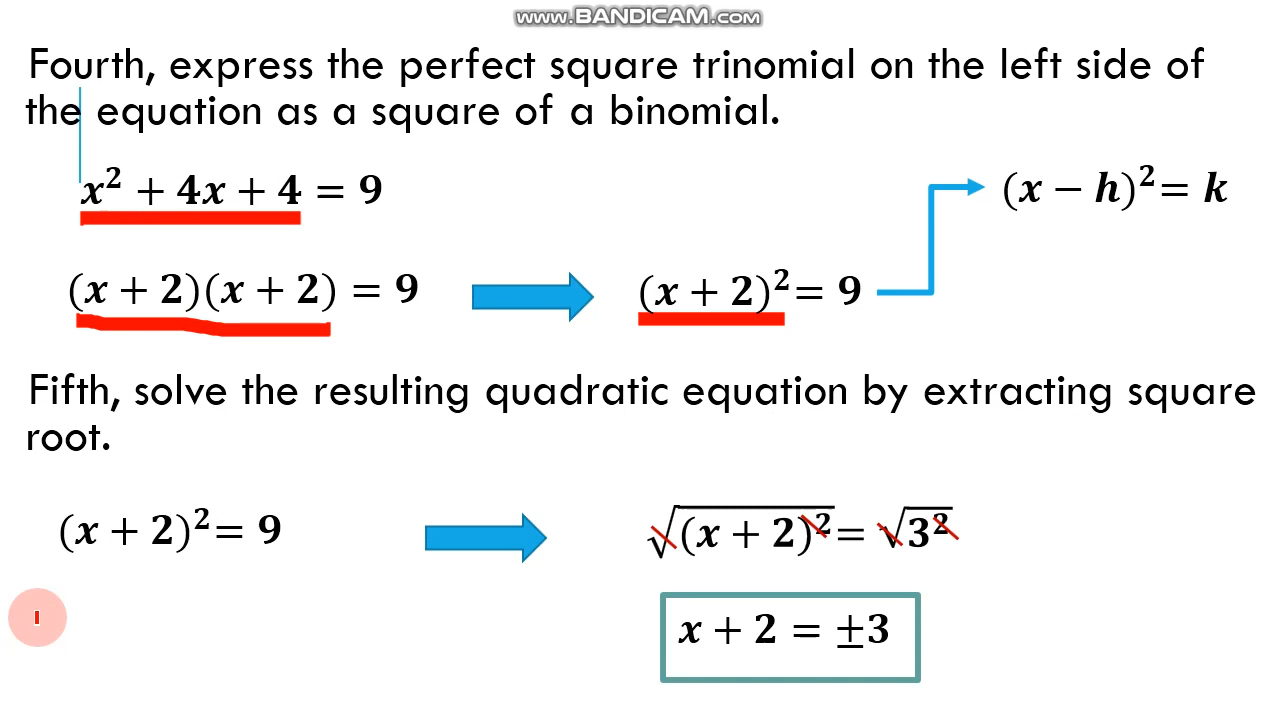 www.BANDICAM.com
Fourth, express the perfect square trinomial on the left side of
the equation as a square of a binomial.
x² + 4x + 4 = 9
(x − h)² = k
(x + 2)(x + 2) = 9
(x + 2)² = 9
Fifth, solve the resulting quadratic equation by extracting square
root.
(x + 2)² = 9
√(x + 2)² = √3²
x + 2 = ±3